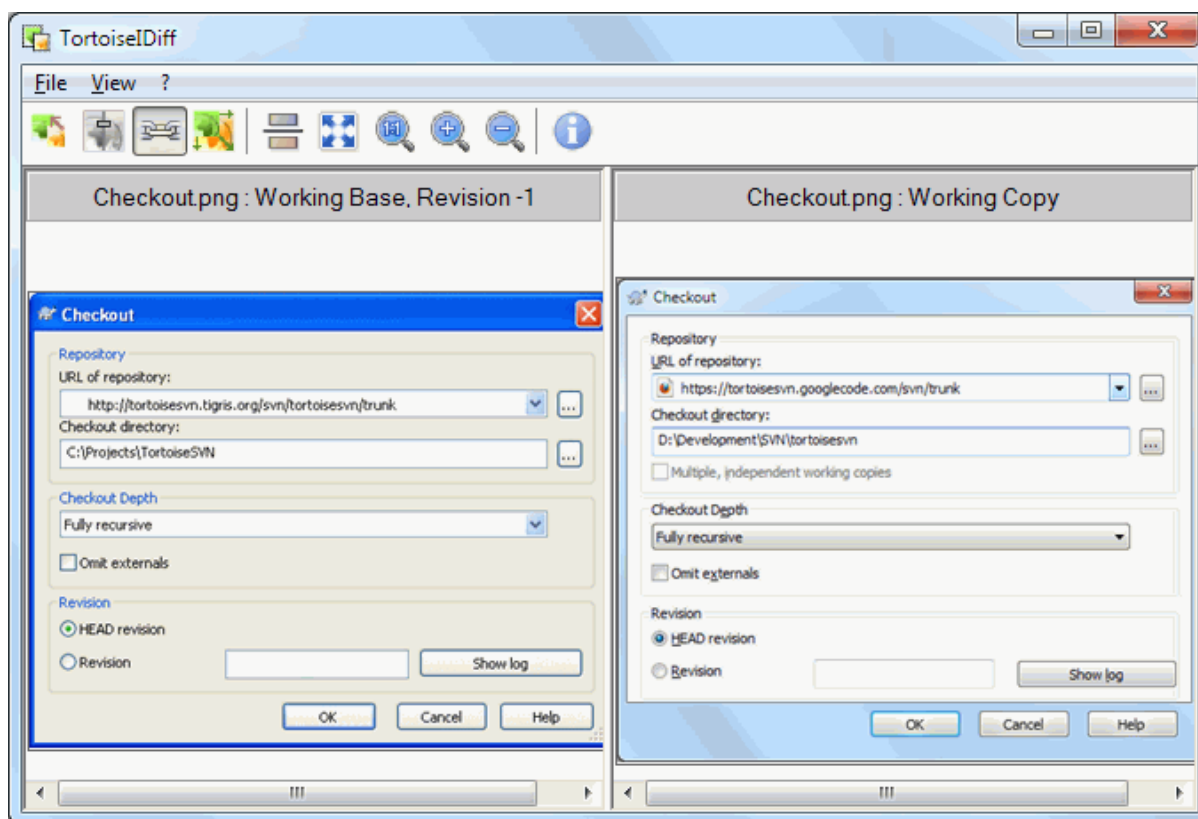 TortoiseIDiff
File View ?
1:1
Checkout.png : Working Base, Revision -1
Checkout
Repository
URL of repository:
http://tortoisesvn.tigris.org/svn/tortoisesvn/trunk
...
Checkout directory:
C:\Projects\TortoiseSVN
...
Checkout Depth
Fully recursive
Omit externals
Revision
HEAD revision
Revision
Show log
OK Cancel Help
Checkout.png : Working Copy
Checkout
Repository
URL of repository:
https://tortoisesvn.googlecode.com/svn/trunk
...
Checkout directory:
D:\Development\SVN\tortoisesvn
...
Multiple, independent working copies
Checkout Depth
Fully recursive
Omit externals
Revision
HEAD revision
Revision
Show log
OK Cancel Help